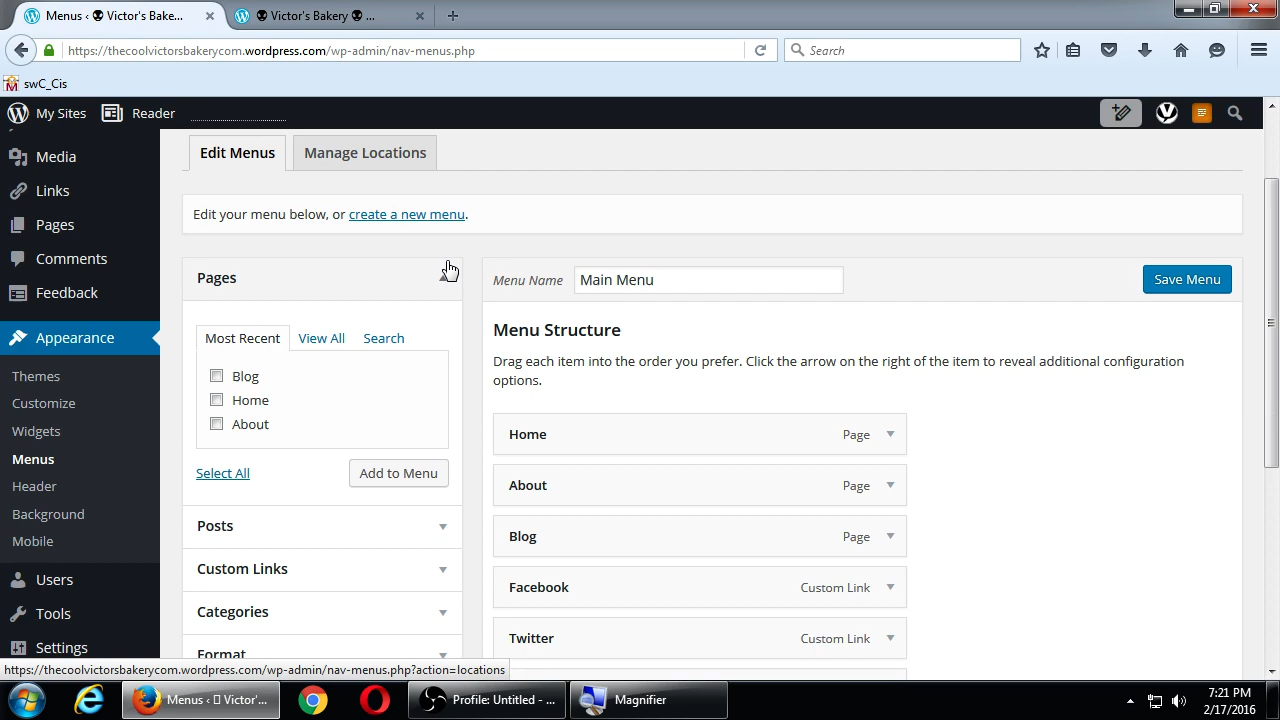 Menus ‹ 💀 Victor's Bake...
💀 Victor's Bakery 💀 ...
https://thecoolvictorsbakerycom.wordpress.com/wp-admin/nav-menus.php
Search
swC_Cis
My Sites
Reader
Media
Links
Pages
Comments
Feedback
Appearance
Themes
Customize
Widgets
Menus
Header
Background
Mobile
Users
Tools
Settings
Edit Menus
Manage Locations
Edit your menu below, or create a new menu.
Pages
Most Recent
View All
Search
Blog
Home
About
Select All
Add to Menu
Posts
Custom Links
Categories
Format
Menu Name
Main Menu
Save Menu
Menu Structure
Drag each item into the order you prefer. Click the arrow on the right of the item to reveal additional configuration
options.
Home Page
About Page
Blog Page
Facebook Custom Link
Twitter Custom Link
https://thecoolvictorsbakerycom.wordpress.com/wp-admin/nav-menus.php?action=locations
Menus ‹ Victor'...
Profile: Untitled - ...
Magnifier
7:21 PM
2/17/2016